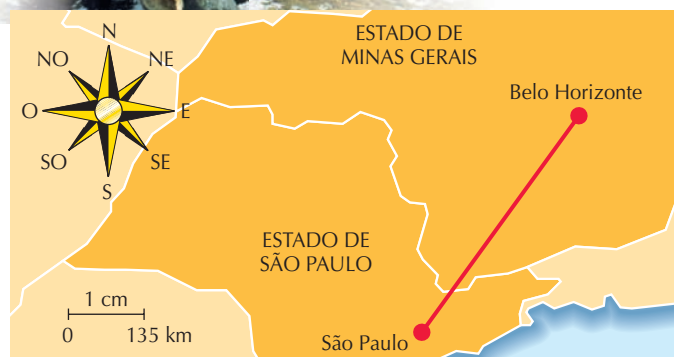 N
NO
NE
O
E
SO
SE
S
ESTADO DE
MINAS GERAIS
Belo Horizonte
ESTADO DE
SÃO PAULO
1 cm
0 135 km
São Paulo